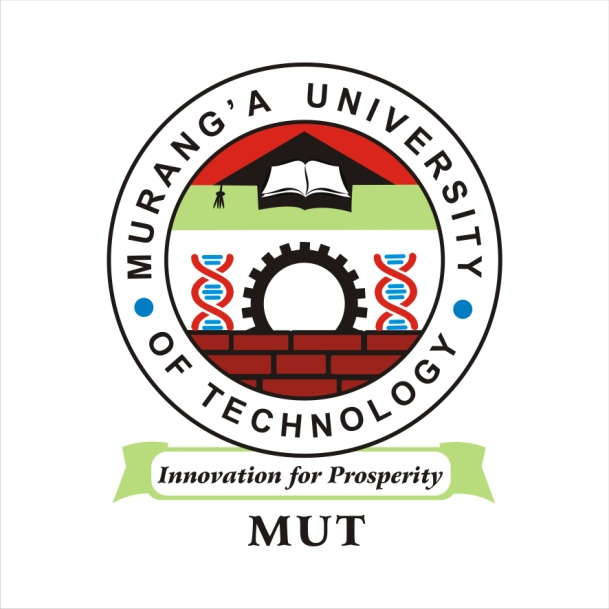 MURANG'A UNIVERSITY
OF TECHNOLOGY
Innovation for Prosperity
MUT